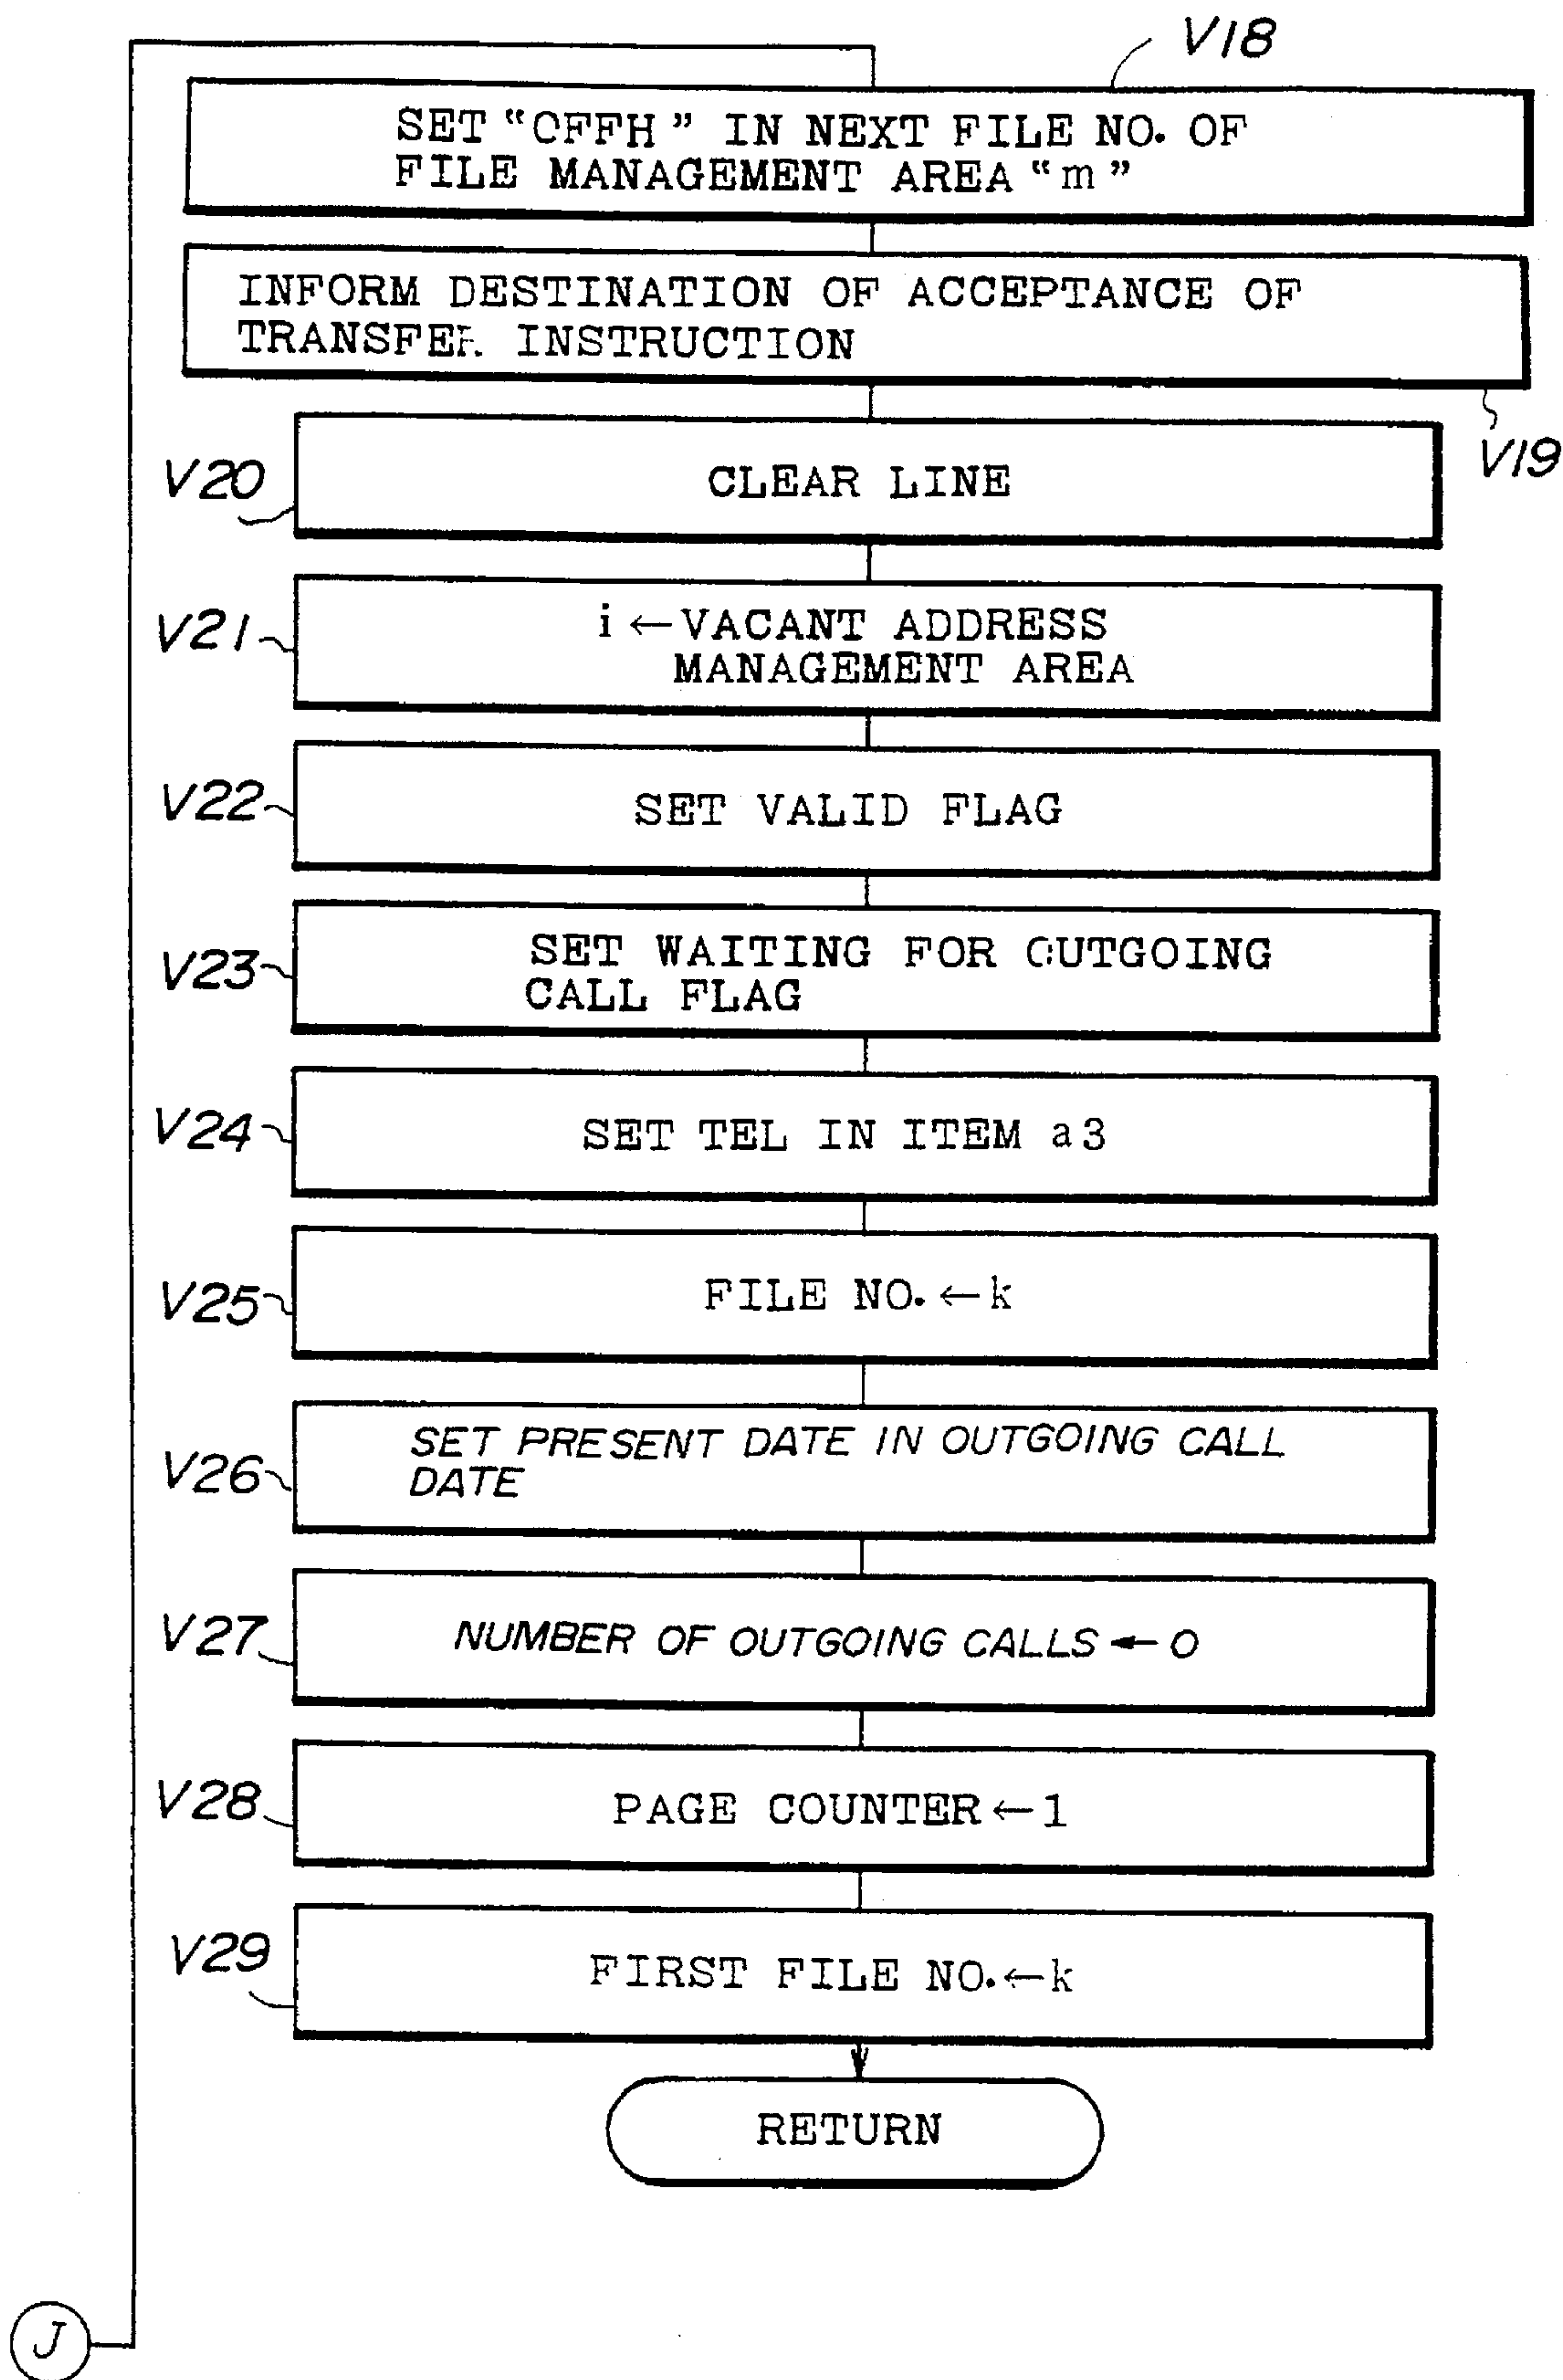 V18
SET “OFFH” IN NEXT FILE NO. OF
FILE MANAGEMENT AREA “m”
INFORM DESTINATION OF ACCEPTANCE OF
TRANSFER INSTRUCTION
V19
V20
CLEAR LINE
V21
i ← VACANT ADDRESS
MANAGEMENT AREA
V22
SET VALID FLAG
V23
SET WAITING FOR OUTGOING
CALL FLAG
V24
SET TEL IN ITEM a3
V25
FILE NO. ← k
V26
SET PRESENT DATE IN OUTGOING CALL
DATE
V27
NUMBER OF OUTGOING CALLS ← O
V28
PAGE COUNTER ← 1
V29
FIRST FILE NO. ← k
RETURN
J